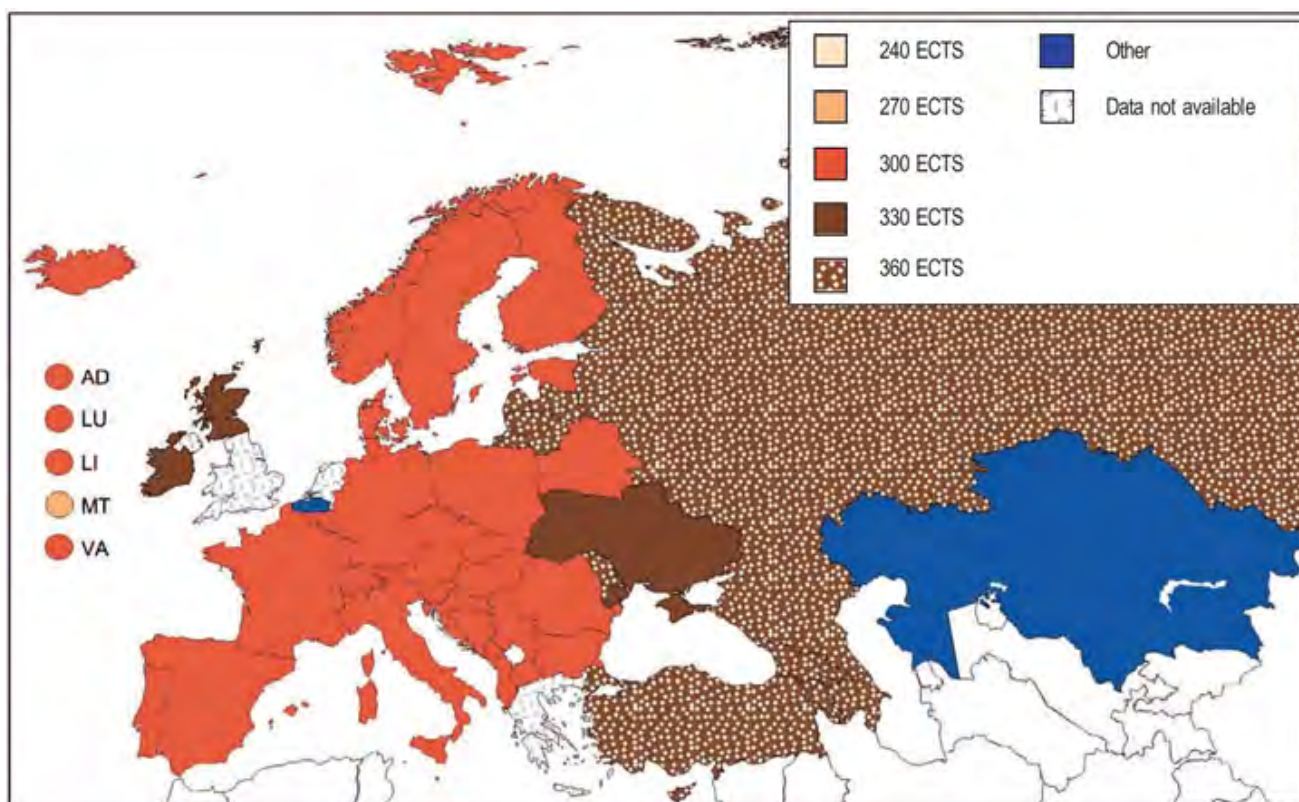 240 ECTS
270 ECTS
300 ECTS
330 ECTS
360 ECTS
Other
Data not available
AD
LU
LI
MT
VA